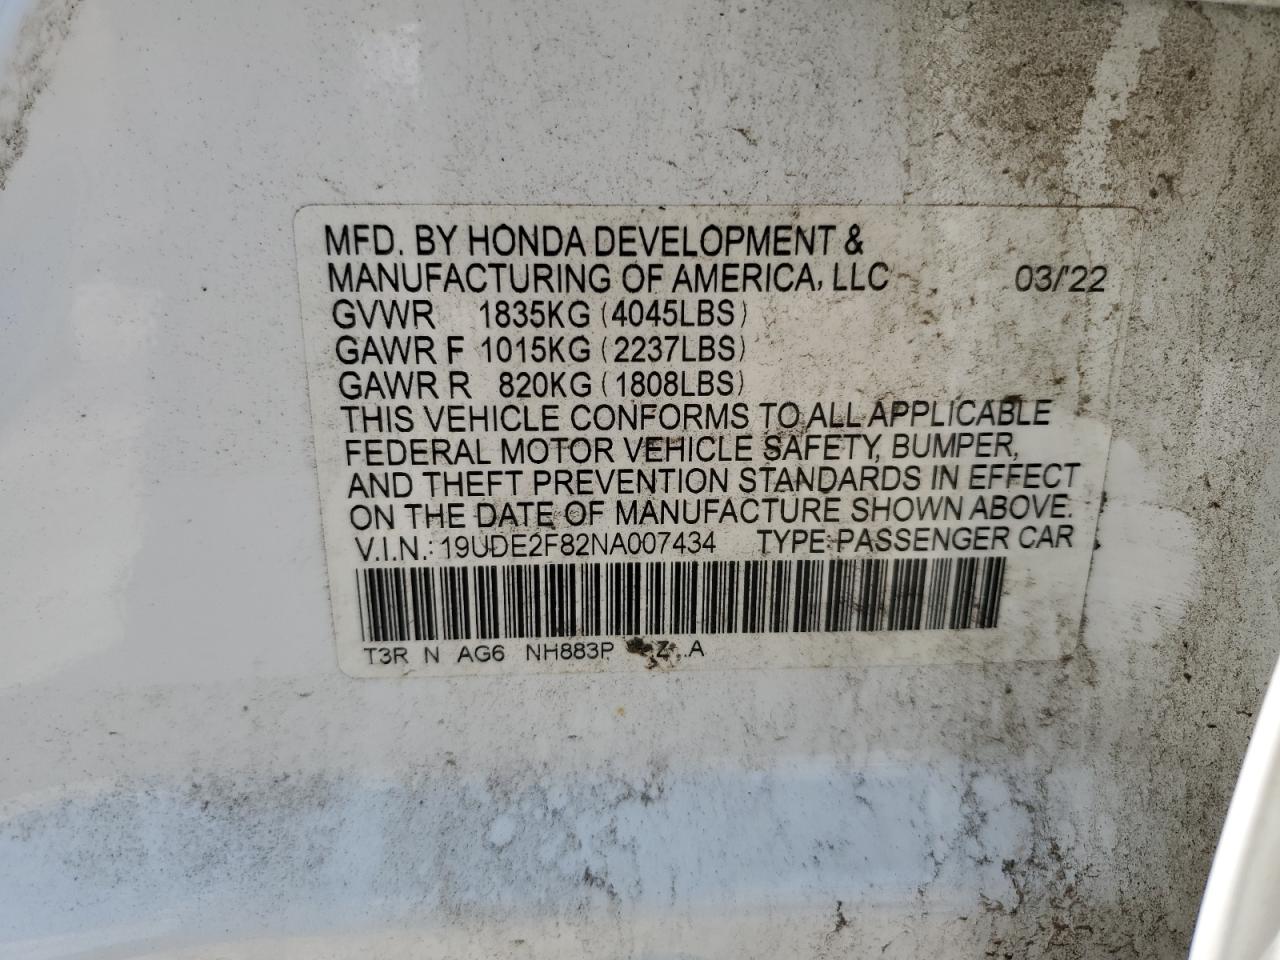 MFD. BY HONDA DEVELOPMENT &
MANUFACTURING OF AMERICA, LLC 03/'22
GVWR 1835KG (4045LBS)
GAWR F 1015KG (2237LBS)
GAWR R 820KG (1808LBS)
THIS VEHICLE CONFORMS TO ALL APPLICABLE
FEDERAL MOTOR VEHICLE SAFETY, BUMPER,
AND THEFT PREVENTION STANDARDS IN EFFECT
ON THE DATE OF MANUFACTURE SHOWN ABOVE.
V.I.N.: 19UDE2F82NA007434 TYPE:PASSENGER CAR
T3R N AG6 NH883P Z A